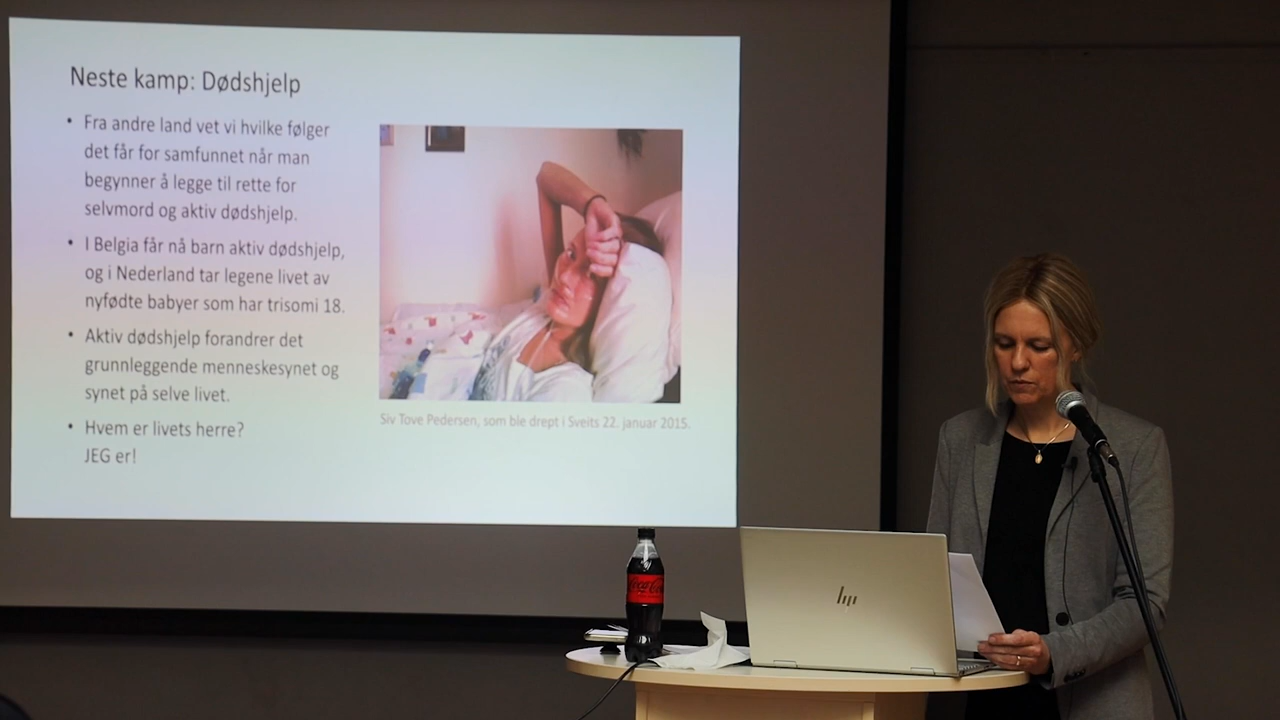 Neste kamp: Dødshjelp
• Fra andre land vet vi hvilke følger
det får for samfunnet når man
begynner å legge til rette for
selvmord og aktiv dødshjelp.
• I Belgia får nå barn aktiv dødshjelp,
og i Nederland tar legene livet av
nyfødte babyer som har trisomi 18.
• Aktiv dødshjelp forandrer det
grunnleggende menneskesynet og
synet på selve livet.
• Hvem er livets herre?
JEG er!
Siv Tove Pedersen, som ble drept i Sveits 22. januar 2015.
Coca-Cola
hp